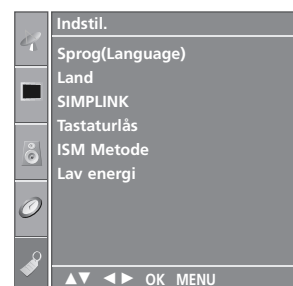 Indstil.
Sprog(Language)
Land
SIMPLINK
Tastaturlås
ISM Metode
Lav energi
▲▼ ◄► OK MENU